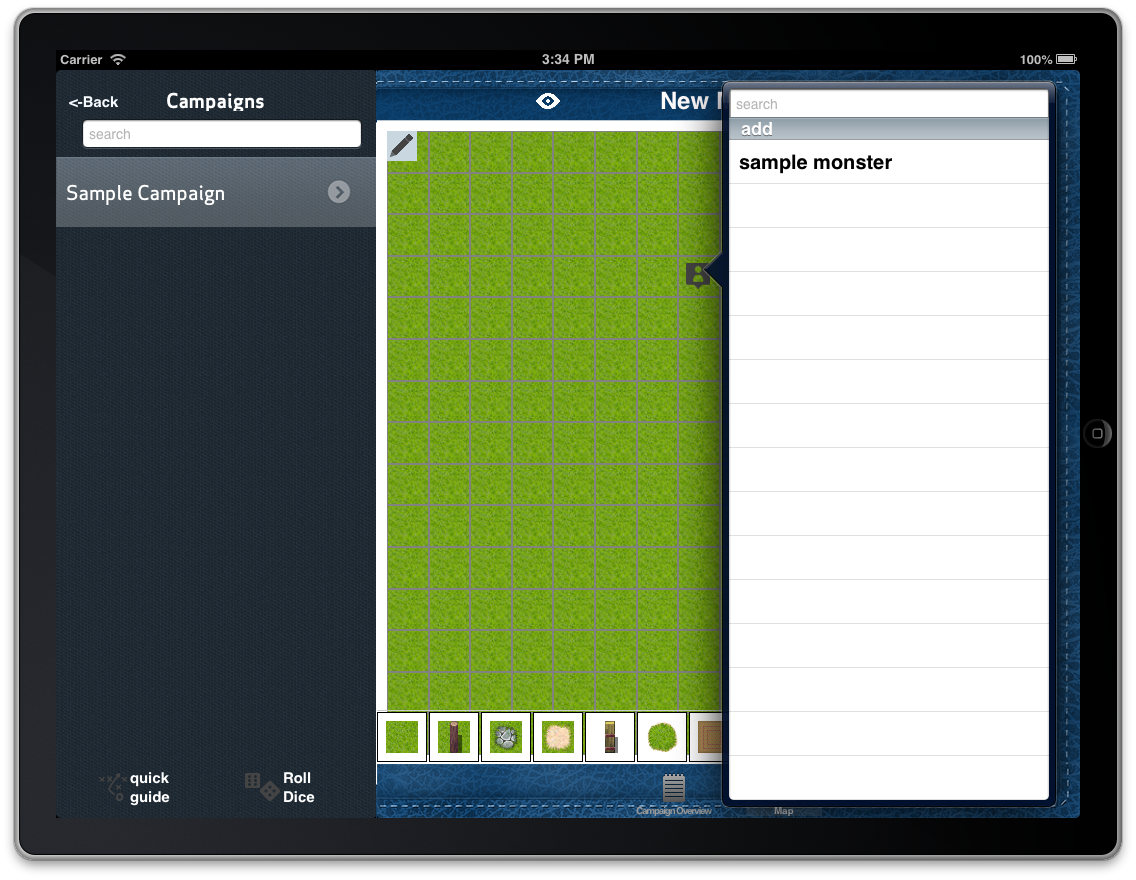 Carrier
3:34 PM
100%
<-Back
Campaigns
search
Sample Campaign
quick
guide
Roll
Dice
New
search
add
sample monster
Campaign Overview
Map